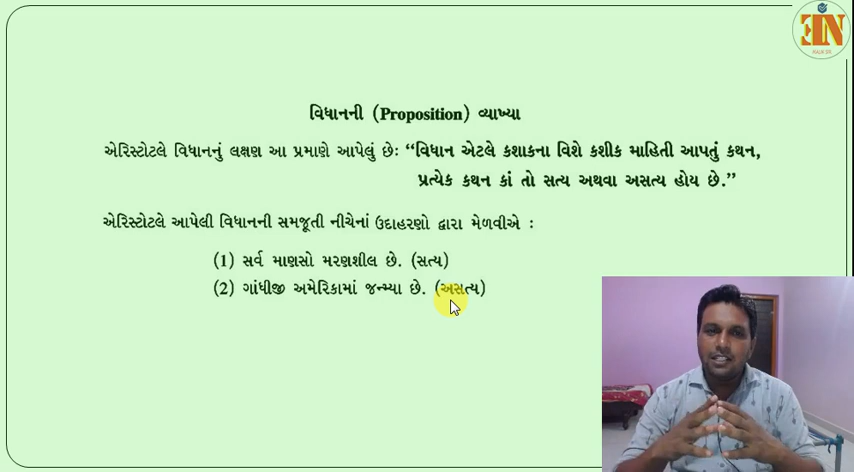 EIN
વિધાનની (Proposition) વ્યાખ્યા
એરિસ્ટોટલે વિધાનનું લક્ષણ આ પ્રમાણે આપેલું છે: “વિધાન એટલે કશાકના વિશે કશીક માહિતી આપતું કથન,
પ્રત્યેક કથન કાં તો સત્ય અથવા અસત્ય હોય છે.”
એરિસ્ટોટલે આપેલી વિધાનની સમજૂતી નીચેનાં ઉદાહરણો દ્વારા મેળવીએ :
(1) સર્વ માણસો મરણશીલ છે. (સત્ય)
(2) ગાંધીજી અમેરિકામાં જન્મ્યા છે. (અસત્ય)